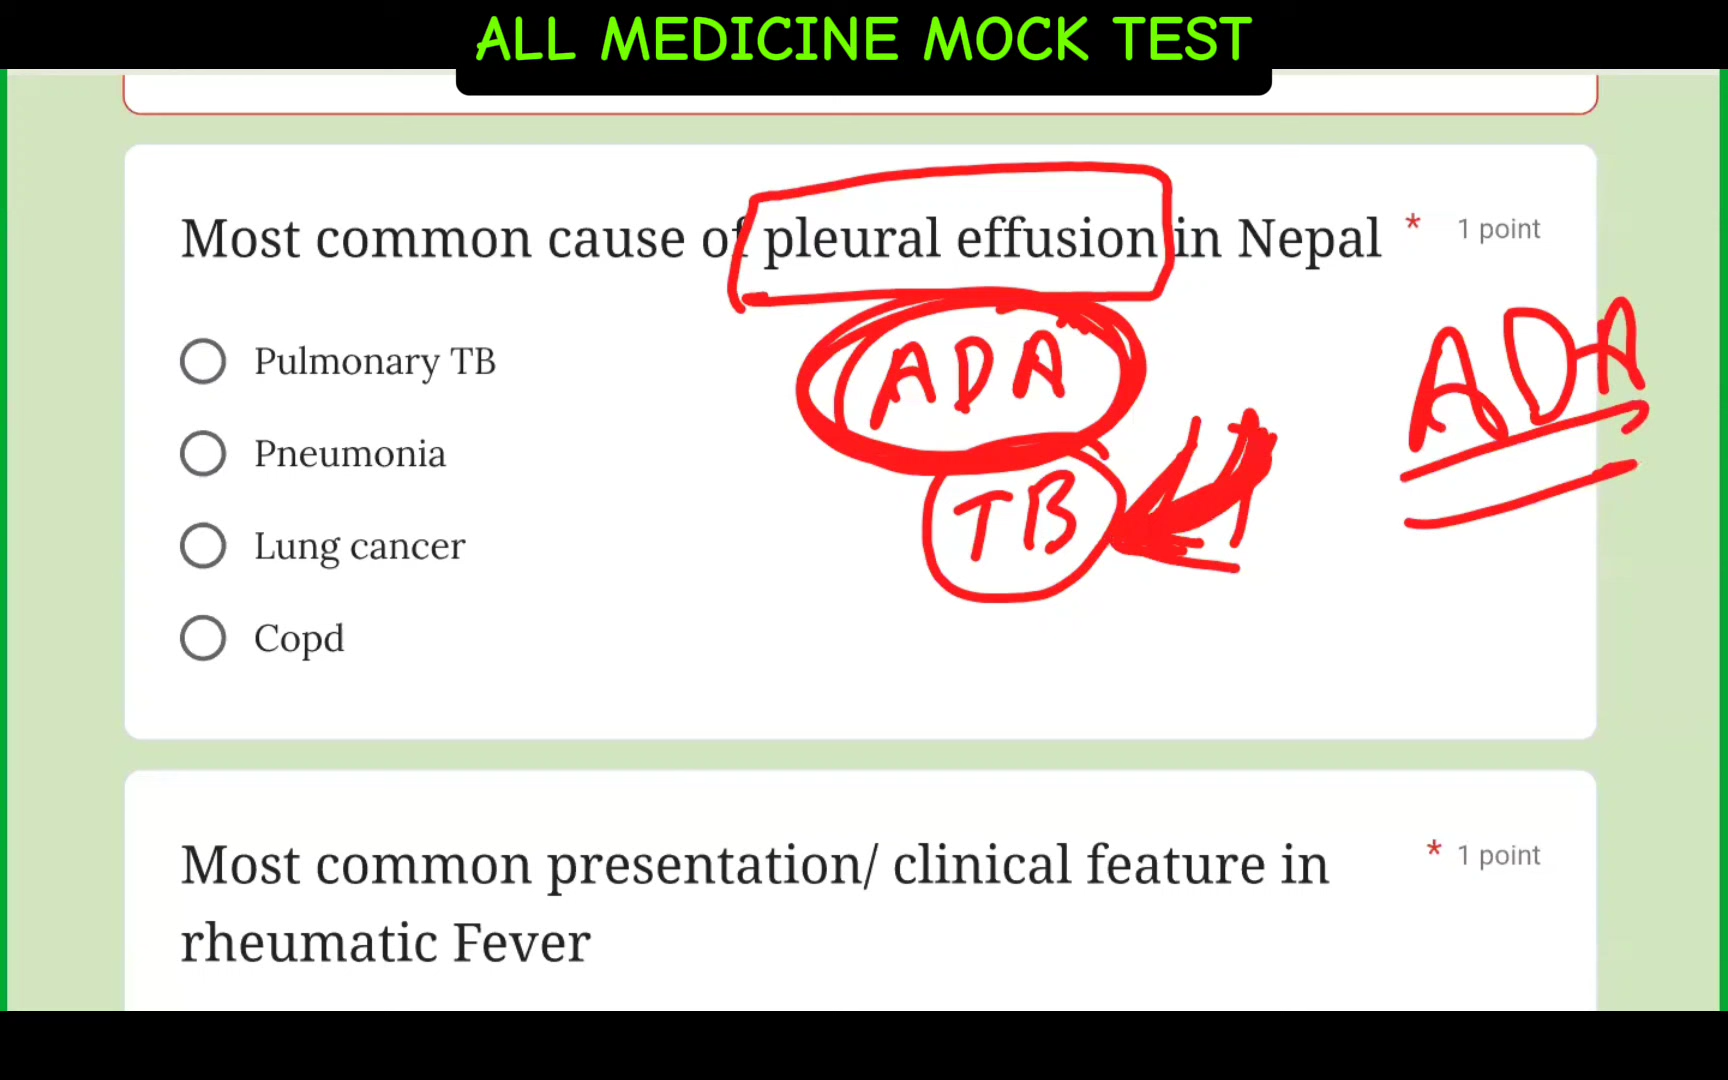 ALL MEDICINE MOCK TEST
Most common cause of pleural effusion in Nepal * 1 point
Pulmonary TB
Pneumonia
Lung cancer
Copd
ADA
TB
ADA
Most common presentation/ clinical feature in * 1 point
rheumatic Fever